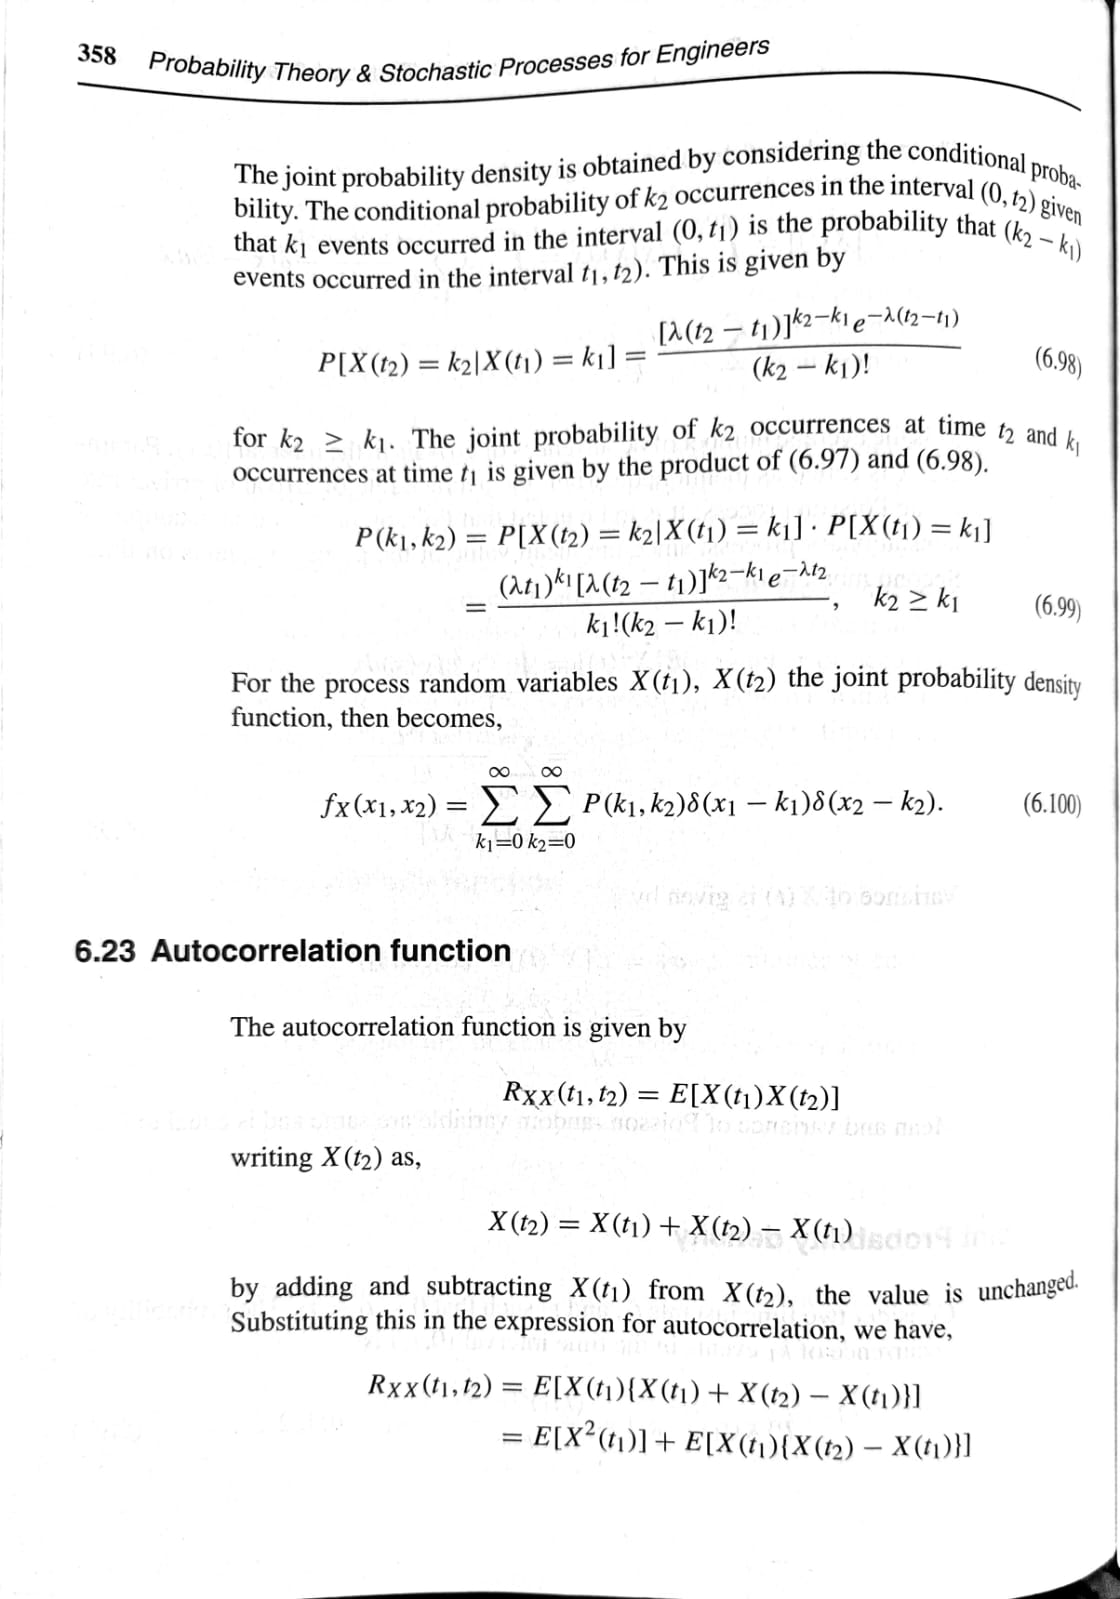 358 Probability Theory & Stochastic Processes for Engineers
The joint probability density is obtained by considering the conditional proba-
bility. The conditional probability of k₂ occurrences in the interval (0, t₂) given
that k₁ events occurred in the interval (0, t₁) is the probability that (k₂ − k₁)
events occurred in the interval t₁, t₂). This is given by
P[X(t₂) = k₂|X(t₁) = k₁] = [λ(t₂ − t₁)]^{k₂−k₁} e^{−λ(t₂−t₁)} / (k₂ − k₁)! (6.98)
for k₂ ≥ k₁. The joint probability of k₂ occurrences at time t₂ and k₁
occurrences at time t₁ is given by the product of (6.97) and (6.98).
P(k₁, k₂) = P[X(t₂) = k₂|X(t₁) = k₁] · P[X(t₁) = k₁]
= (λt₁)^{k₁} [λ(t₂ − t₁)]^{k₂−k₁} e^{−λt₂} / k₁!(k₂ − k₁)!, k₂ ≥ k₁ (6.99)
For the process random variables X(t₁), X(t₂) the joint probability density
function, then becomes,
f_X(x₁, x₂) = ∑_{k₁=0}^{∞} ∑_{k₂=0}^{∞} P(k₁, k₂)δ(x₁ − k₁)δ(x₂ − k₂). (6.100)
6.23 Autocorrelation function
The autocorrelation function is given by
R_{XX}(t₁, t₂) = E[X(t₁)X(t₂)]
writing X(t₂) as,
X(t₂) = X(t₁) + X(t₂) − X(t₁)
by adding and subtracting X(t₁) from X(t₂), the value is unchanged.
Substituting this in the expression for autocorrelation, we have,
R_{XX}(t₁, t₂) = E[X(t₁){X(t₁) + X(t₂) − X(t₁)}]
= E[X²(t₁)] + E[X(t₁){X(t₂) − X(t₁)}]